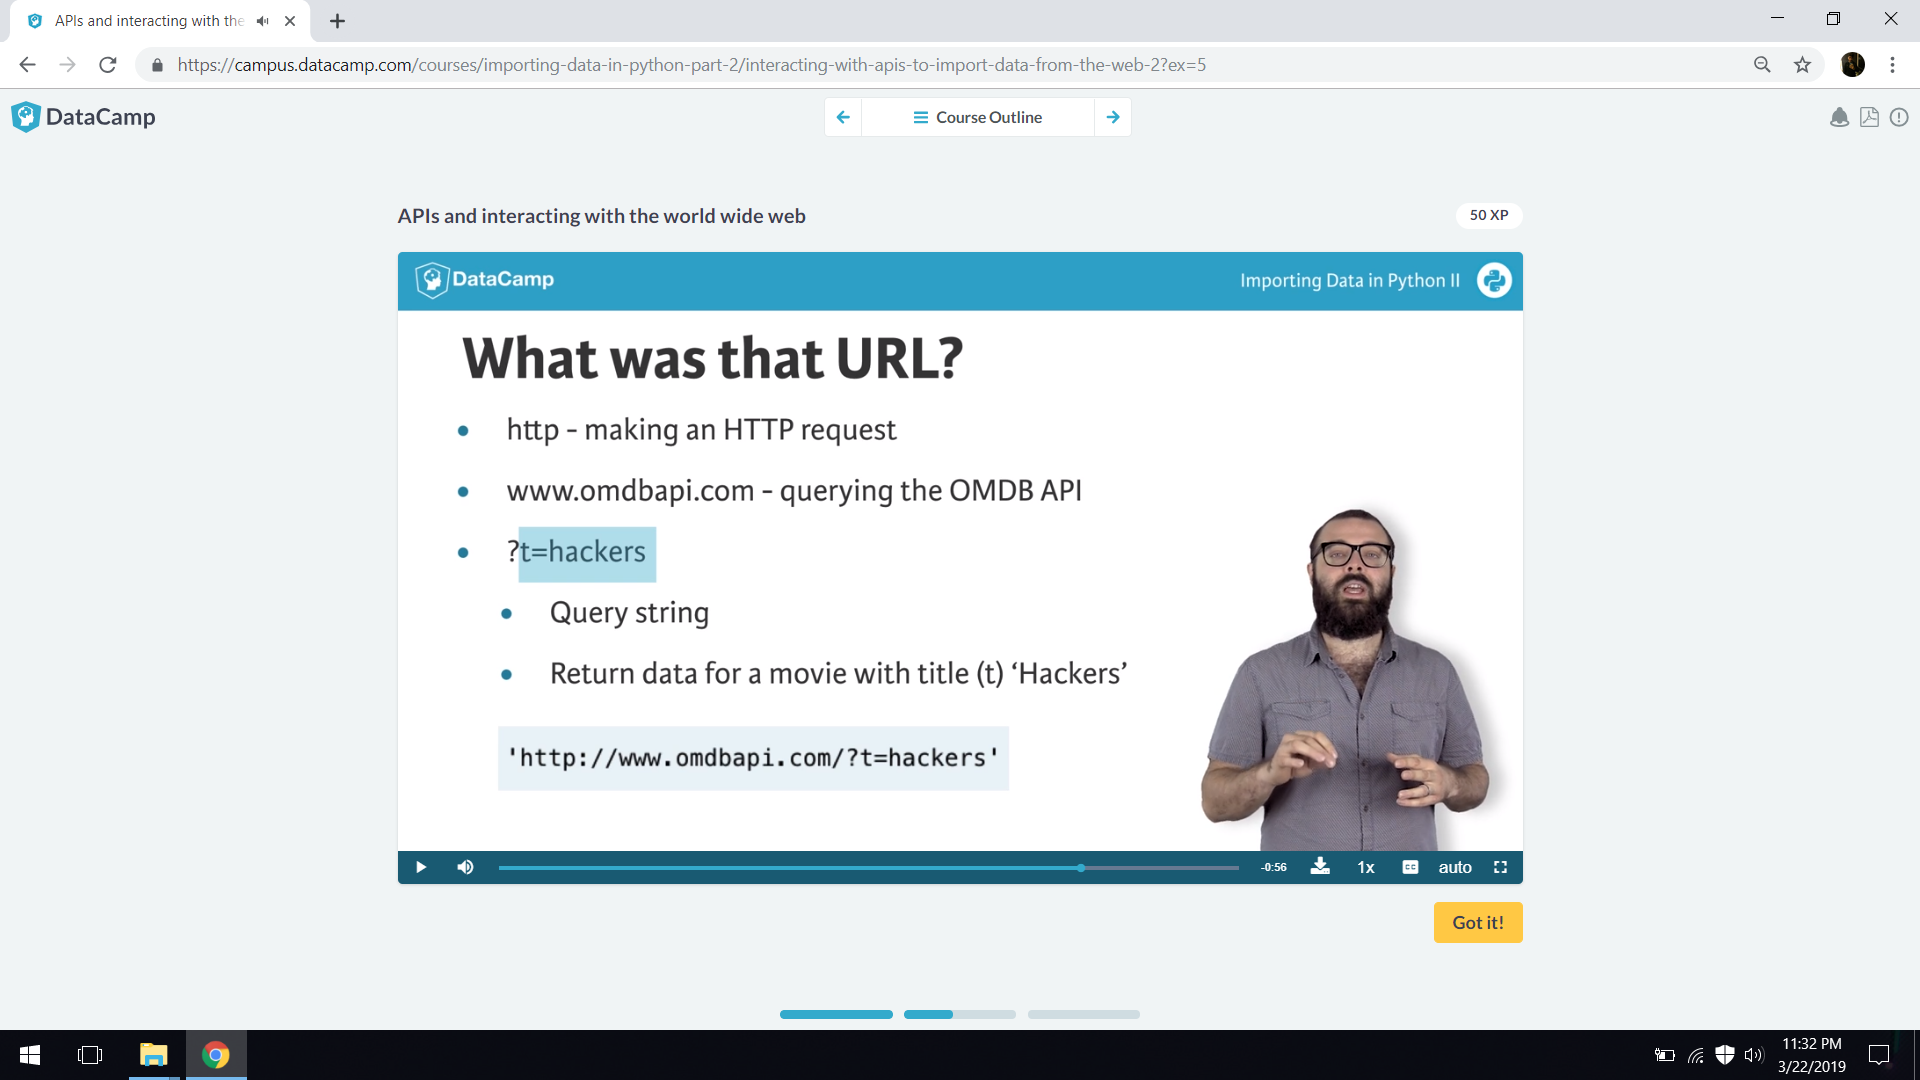 APIs and interacting with the
https://campus.datacamp.com/courses/importing-data-in-python-part-2/interacting-with-apis-to-import-data-from-the-web-2?ex=5
DataCamp
Course Outline
APIs and interacting with the world wide web
50 XP
DataCamp
Importing Data in Python II
What was that URL?
• http - making an HTTP request
• www.omdbapi.com - querying the OMDB API
• ?t=hackers
• Query string
• Return data for a movie with title (t) ‘Hackers’
'http://www.omdbapi.com/?t=hackers'
-0:56
1x
CC
auto
Got it!
11:32 PM
3/22/2019